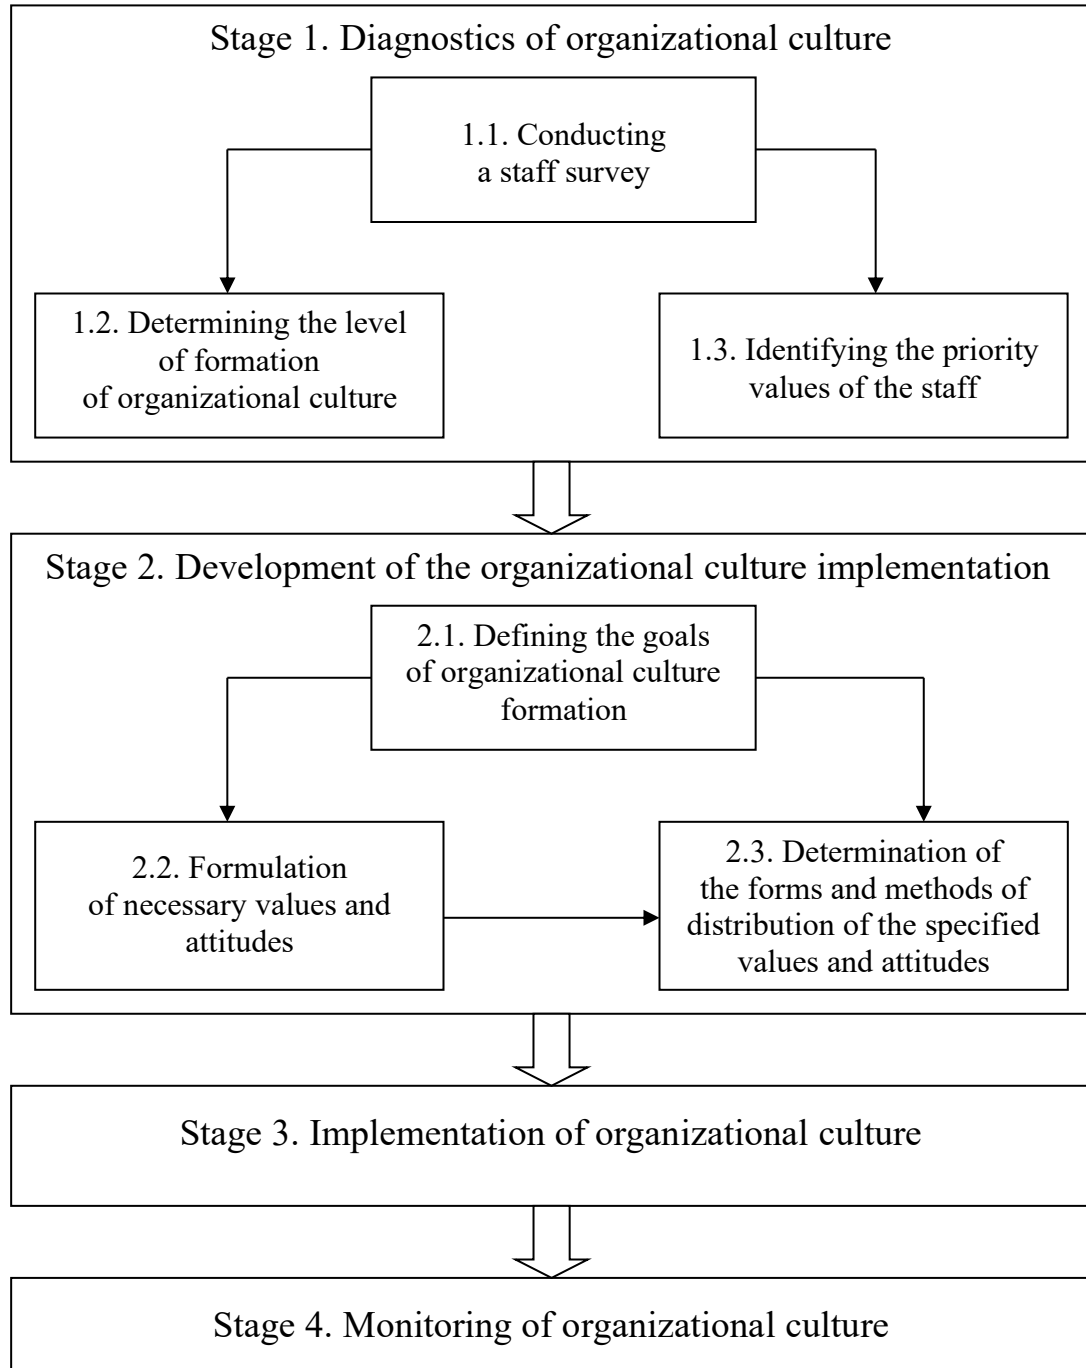 Stage 1. Diagnostics of organizational culture
1.1. Conducting
a staff survey
1.2. Determining the level
of formation
of organizational culture
1.3. Identifying the priority
values of the staff
Stage 2. Development of the organizational culture implementation
2.1. Defining the goals
of organizational culture
formation
2.2. Formulation
of necessary values and
attitudes
2.3. Determination of
the forms and methods of
distribution of the specified
values and attitudes
Stage 3. Implementation of organizational culture
Stage 4. Monitoring of organizational culture